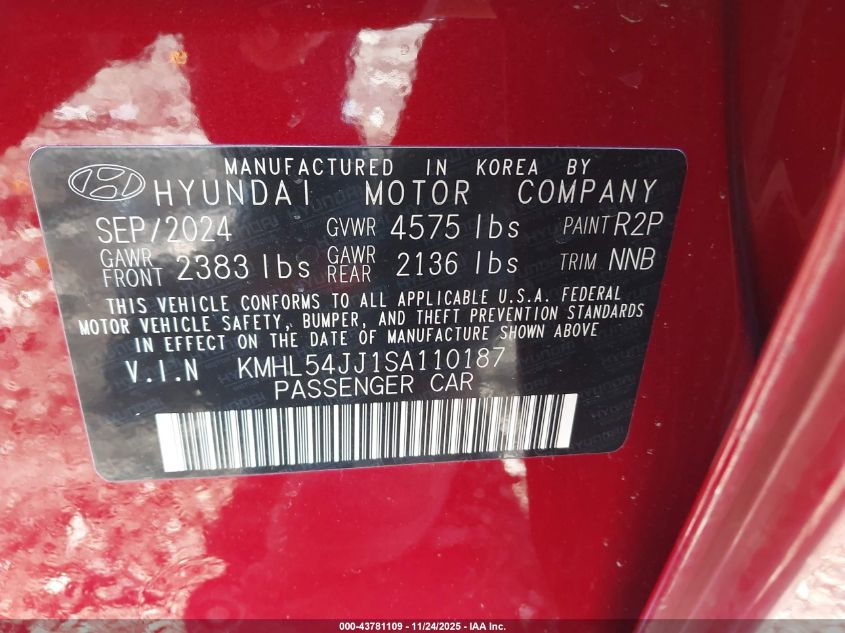 MANUFACTURED IN KOREA BY
HYUNDAI MOTOR COMPANY
SEP/2024 GVWR 4575 lbs PAINT R2P
GAWR FRONT 2383 lbs GAWR REAR 2136 lbs TRIM NNB
THIS VEHICLE CONFORMS TO ALL APPLICABLE U.S.A. FEDERAL
MOTOR VEHICLE SAFETY, BUMPER, AND THEFT PREVENTION STANDARDS
IN EFFECT ON THE DATE OF MANUFACTURE SHOWN ABOVE
V.I.N KMHL54JJ1SA110187
PASSENGER CAR
000-43781109 - 11/24/2025 - IAA Inc.